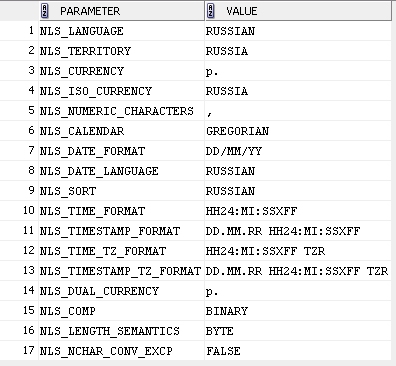 PARAMETER VALUE
1 NLS_LANGUAGE RUSSIAN
2 NLS_TERRITORY RUSSIA
3 NLS_CURRENCY р.
4 NLS_ISO_CURRENCY RUSSIA
5 NLS_NUMERIC_CHARACTERS ,
6 NLS_CALENDAR GREGORIAN
7 NLS_DATE_FORMAT DD/MM/YY
8 NLS_DATE_LANGUAGE RUSSIAN
9 NLS_SORT RUSSIAN
10 NLS_TIME_FORMAT HH24:MI:SSXFF
11 NLS_TIMESTAMP_FORMAT DD.MM.RR HH24:MI:SSXFF
12 NLS_TIME_TZ_FORMAT HH24:MI:SSXFF TZR
13 NLS_TIMESTAMP_TZ_FORMAT DD.MM.RR HH24:MI:SSXFF TZR
14 NLS_DUAL_CURRENCY р.
15 NLS_COMP BINARY
16 NLS_LENGTH_SEMANTICS BYTE
17 NLS_NCHAR_CONV_EXCP FALSE